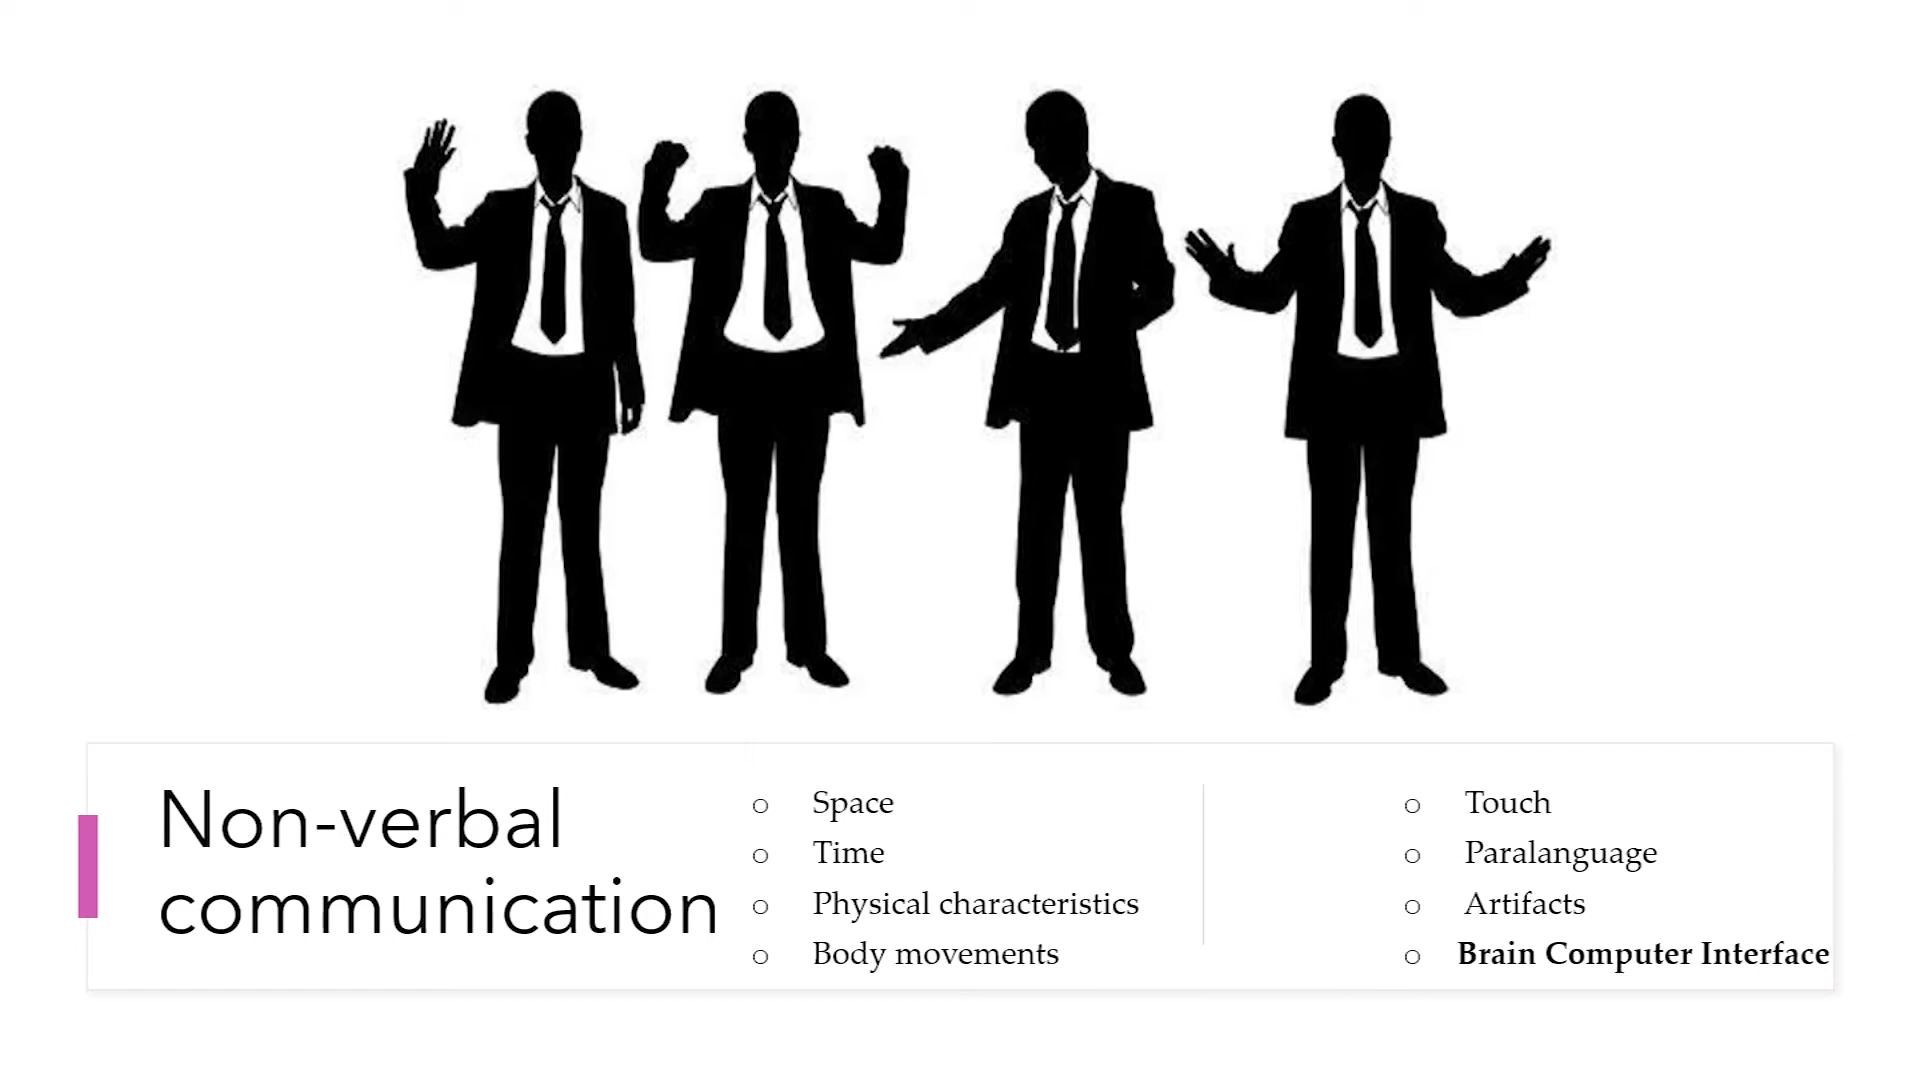 Non-verbal
communication
○ Space
○ Time
○ Physical characteristics
○ Body movements
○ Touch
○ Paralanguage
○ Artifacts
○ Brain Computer Interface